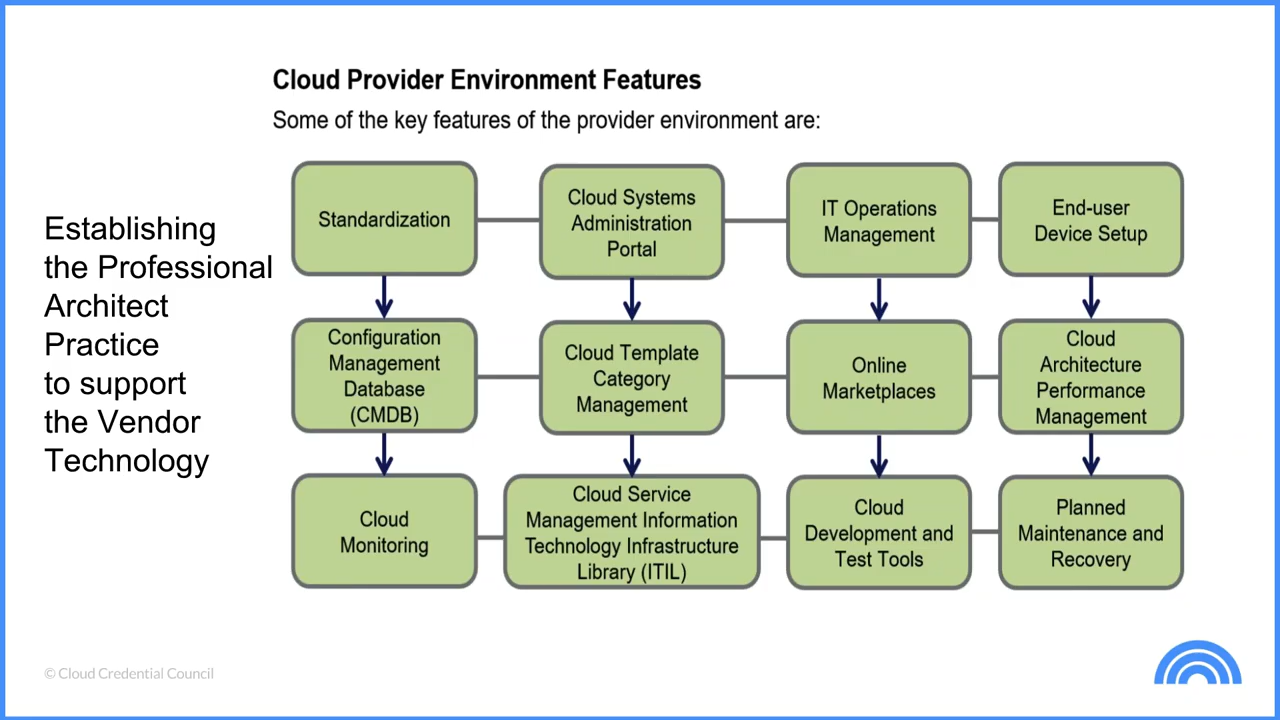 Cloud Provider Environment Features
Some of the key features of the provider environment are:
Establishing
the Professional
Architect
Practice
to support
the Vendor
Technology
Standardization
Cloud Systems
Administration
Portal
IT Operations
Management
End-user
Device Setup
Configuration
Management
Database
(CMDB)
Cloud Template
Category
Management
Online
Marketplaces
Cloud
Architecture
Performance
Management
Cloud
Monitoring
Cloud Service
Management Information
Technology Infrastructure
Library (ITIL)
Cloud
Development and
Test Tools
Planned
Maintenance and
Recovery
© Cloud Credential Council